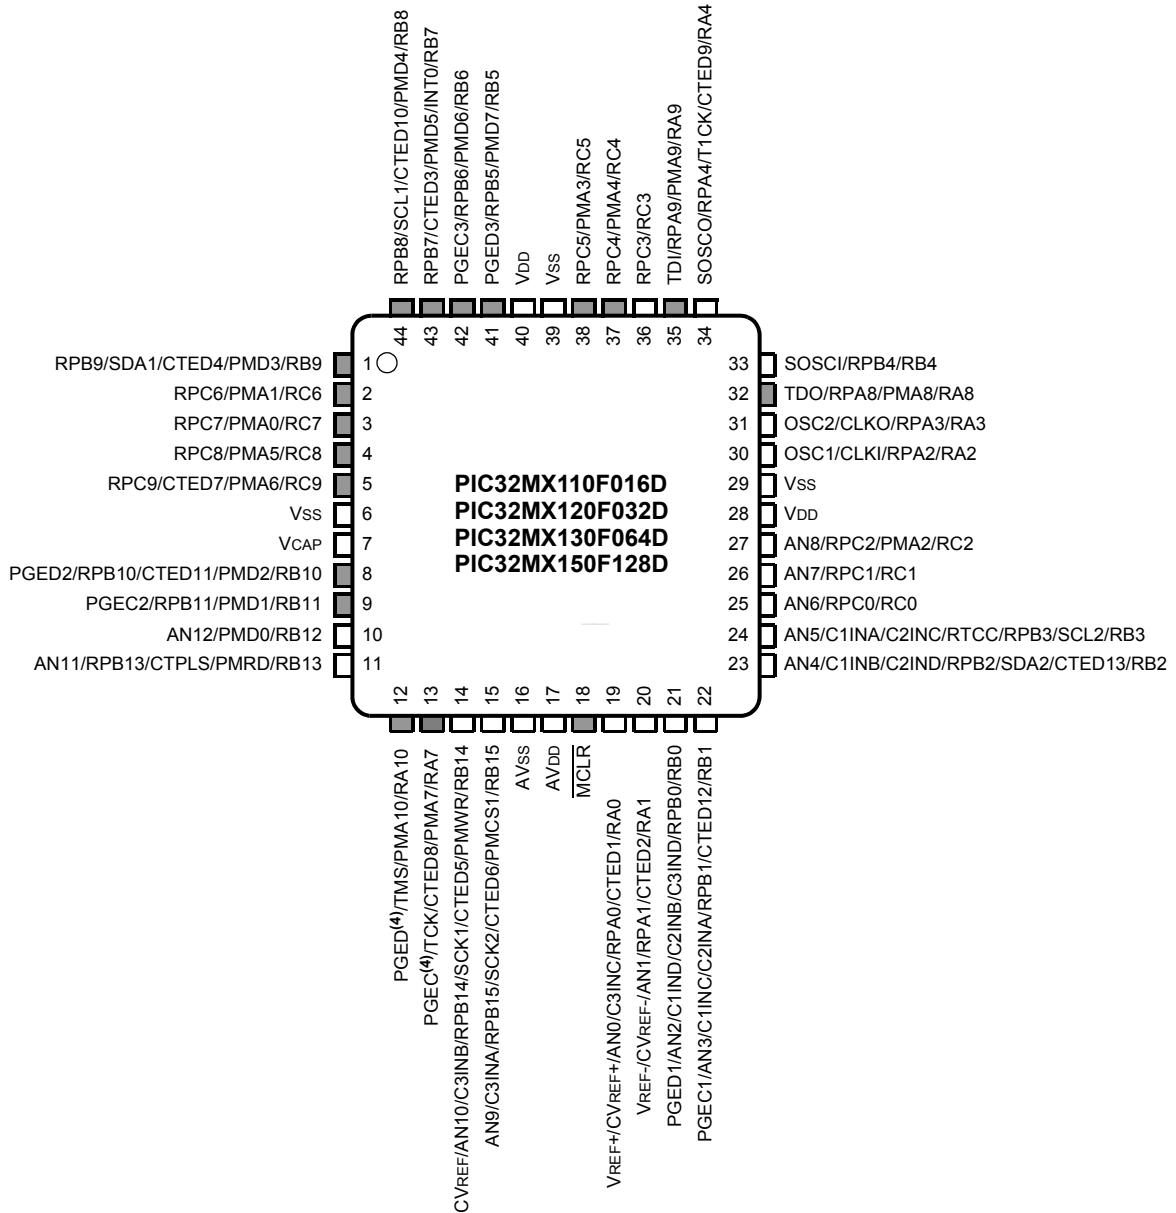 RPB8/SCL1/CTED10/PMD4/RB8
RPB7/CTED3/PMD5/INT0/RB7
PGEC3/RPB6/PMD6/RB6
PGED3/RPB5/PMD7/RB5
VDD
VSS
RPC5/PMA3/RC5
RPC4/PMA4/RC4
RPC3/RC3
TDI/RPA9/PMA9/RA9
SOSCO/RPA4/T1CK/CTED9/RA4
44 43 42 41 40 39 38 37 36 35 34
RPB9/SDA1/CTED4/PMD3/RB9 1
RPC6/PMA1/RC6 2
RPC7/PMA0/RC7 3
RPC8/PMA5/RC8 4
RPC9/CTED7/PMA6/RC9 5
VSS 6
VCAP 7
PGED2/RPB10/CTED11/PMD2/RB10 8
PGEC2/RPB11/PMD1/RB11 9
AN12/PMD0/RB12 10
AN11/RPB13/CTPLS/PMRD/RB13 11
PIC32MX110F016D
PIC32MX120F032D
PIC32MX130F064D
PIC32MX150F128D
33 SOSCI/RPB4/RB4
32 TDO/RPA8/PMA8/RA8
31 OSC2/CLKO/RPA3/RA3
30 OSC1/CLKI/RPA2/RA2
29 VSS
28 VDD
27 AN8/RPC2/PMA2/RC2
26 AN7/RPC1/RC1
25 AN6/RPC0/RC0
24 AN5/C1INA/C2INC/RTCC/RPB3/SCL2/RB3
23 AN4/C1INB/C2IND/RPB2/SDA2/CTED13/RB2
12 13 14 15 16 17 18 19 20 21 22
PGED(4)/TMS/PMA10/RA10
PGEC(4)/TCK/CTED8/PMA7/RA7
CVREF/AN10/C3INB/RPB14/SCK1/CTED5/PMWR/RB14
AN9/C3INA/RPB15/SCK2/CTED6/PMCS1/RB15
AVSS
AVDD
MCLR
VREF+/CVREF+/AN0/C3INC/RPA0/CTED1/RA0
VREF-/CVREF-/AN1/RPA1/CTED2/RA1
PGED1/AN2/C1IND/C2INB/C3IND/RPB0/RB0
PGEC1/AN3/C1INC/C2INA/RPB1/CTED12/RB1